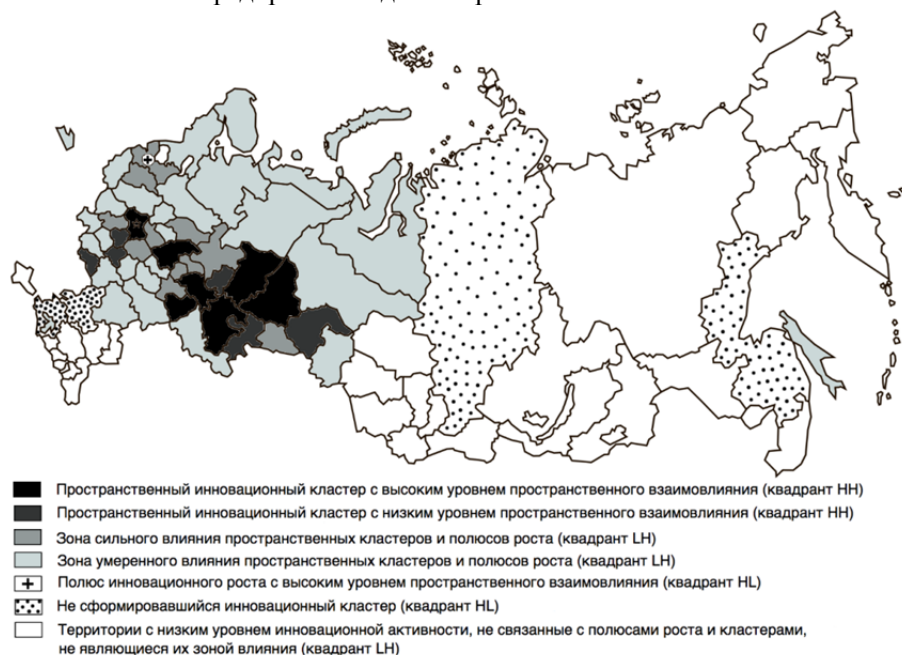 Пространственный инновационный кластер с высоким уровнем пространственного взаимовлияния (квадрант HH)
Пространственный инновационный кластер с низким уровнем пространственного взаимовлияния (квадрант HH)
Зона сильного влияния пространственных кластеров и полюсов роста (квадрант LH)
Зона умеренного влияния пространственных кластеров и полюсов роста (квадрант LH)
Полюс инновационного роста с высоким уровнем пространственного взаимовлияния (квадрант HL)
Не сформировавшийся инновационный кластер (квадрант HL)
Территории с низким уровнем инновационной активности, не связанные с полюсами роста и кластерами,
не являющиеся их зоной влияния (квадрант LH)